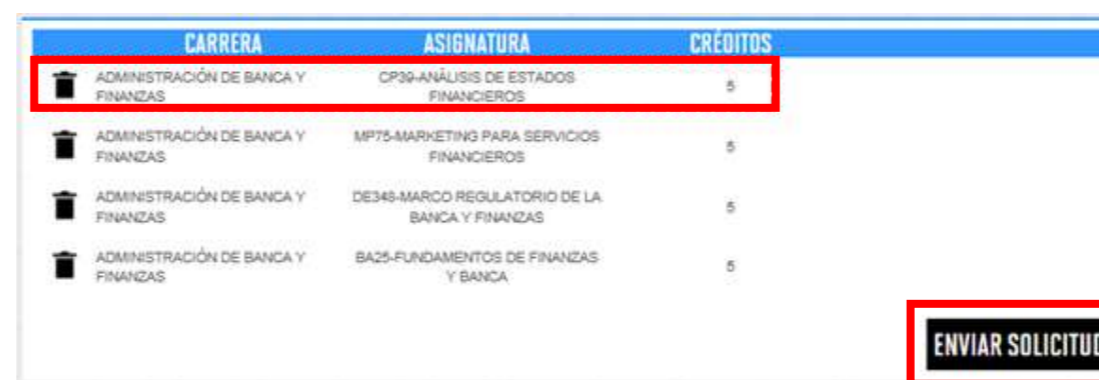 CARRERA ASIGNATURA CRÉDITOS
ADMINISTRACIÓN DE BANCA Y CP39-ANÁLISIS DE ESTADOS
FINANZAS FINANCIEROS 5
ADMINISTRACIÓN DE BANCA Y MP75-MARKETING PARA SERVICIOS
FINANZAS FINANCIEROS 5
ADMINISTRACIÓN DE BANCA Y DE348-MARCO REGULATORIO DE LA
FINANZAS BANCA Y FINANZAS 5
ADMINISTRACIÓN DE BANCA Y BA25-FUNDAMENTOS DE FINANZAS
FINANZAS Y BANCA 5
ENVIAR SOLICITUD